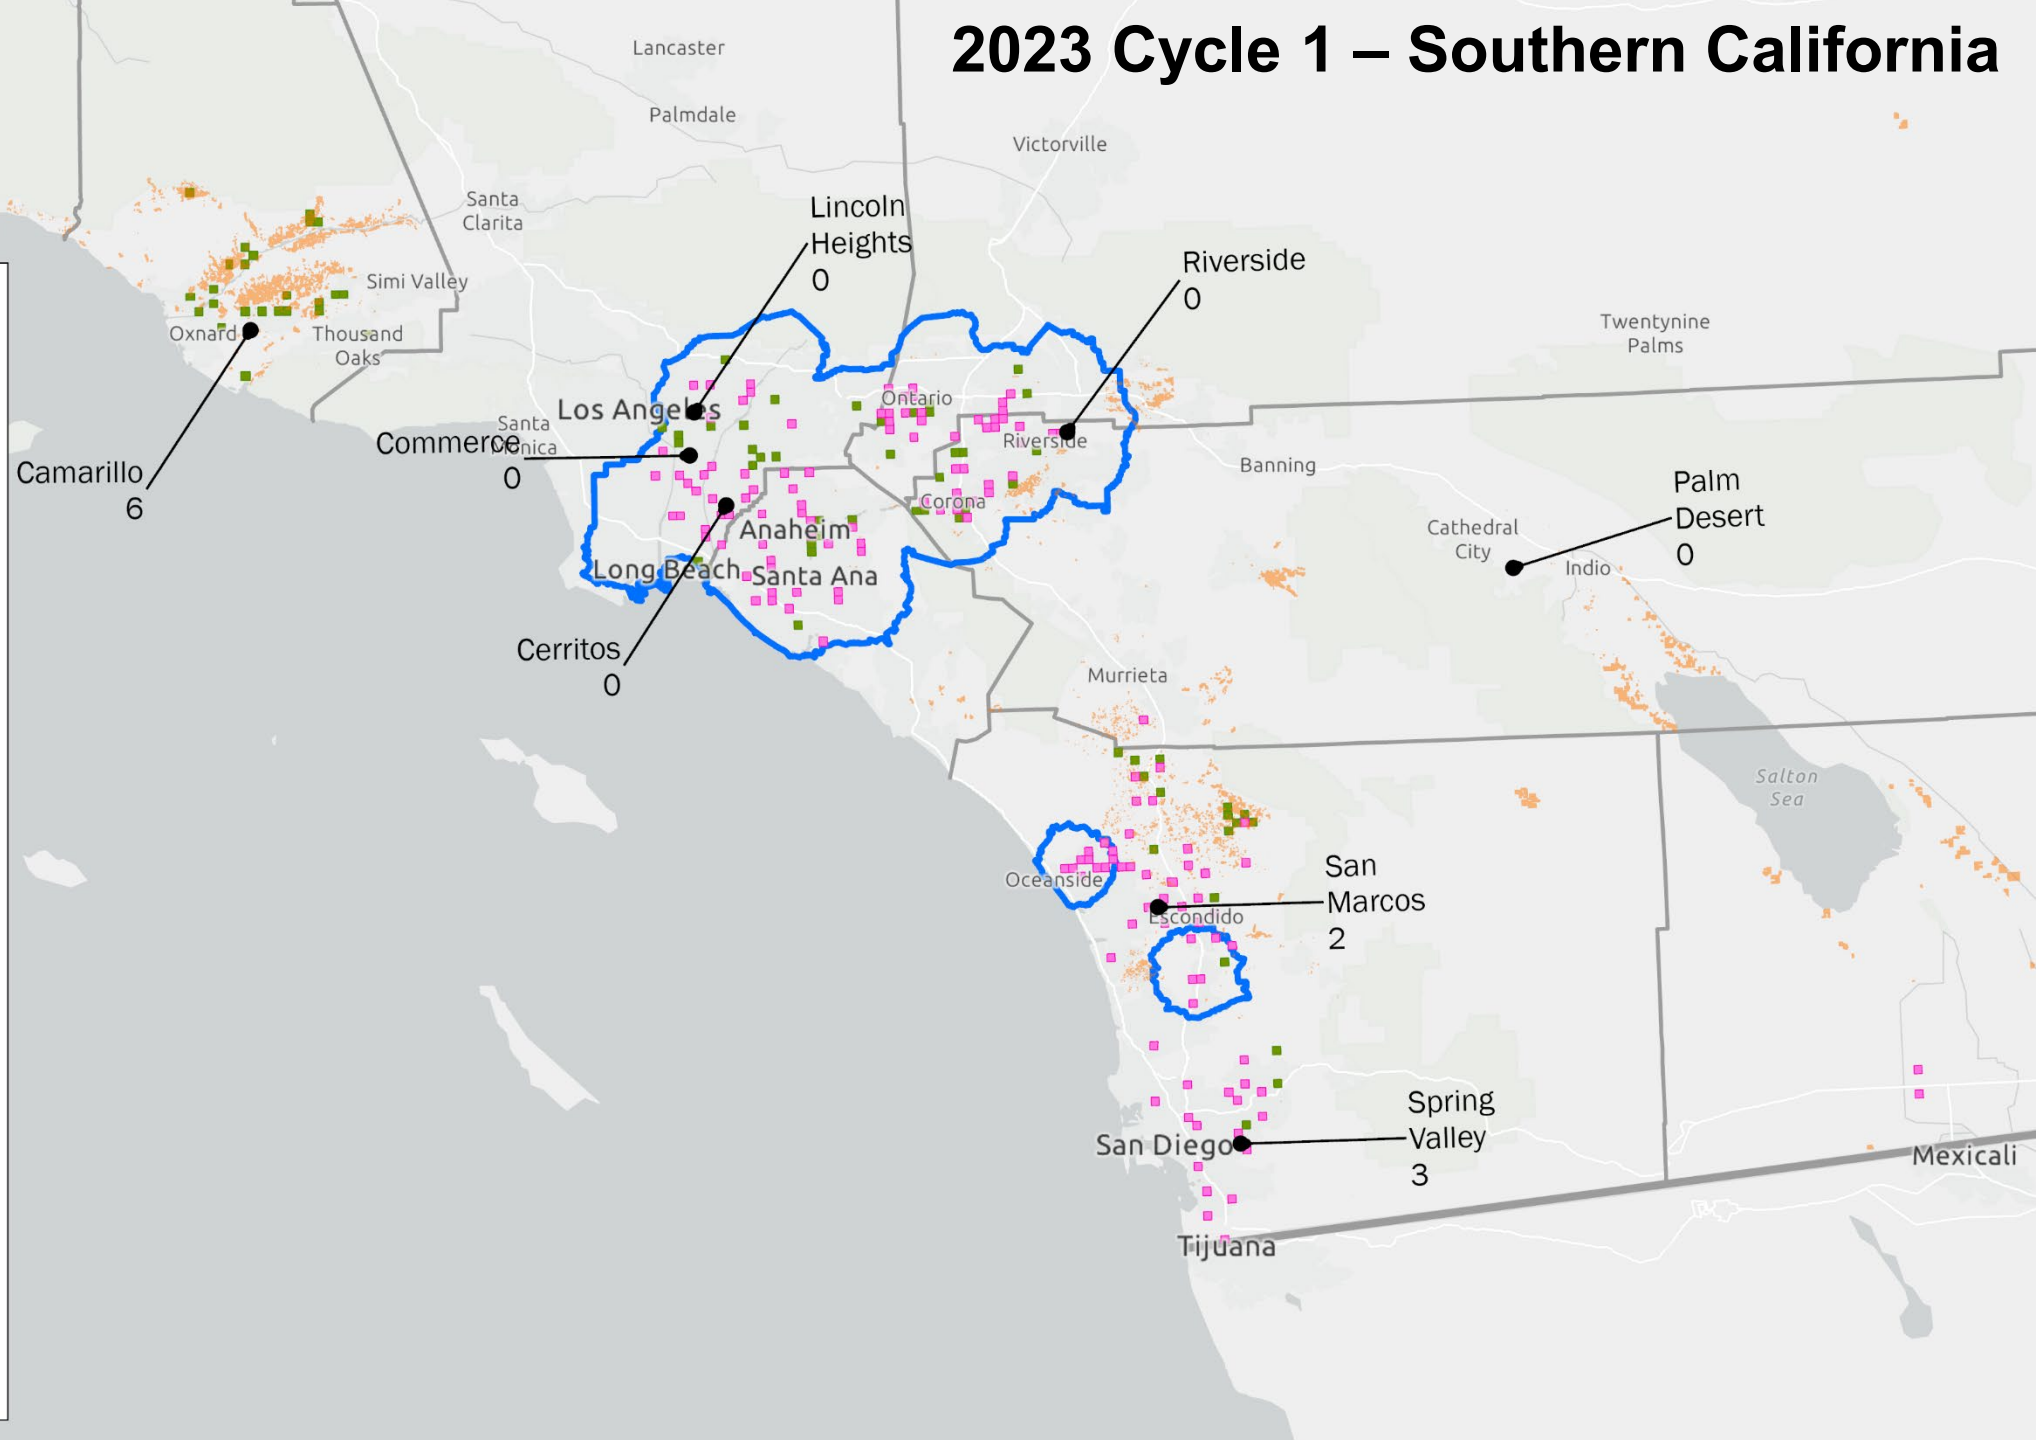 2023 Cycle 1 – Southern California
Lancaster
Palmdale
Victorville
Santa
Clarita
Lincoln
Heights
0
Riverside
0
Simi Valley
Oxnard
Thousand
Oaks
Twentynine
Palms
Ontario
Los Angeles
Santa
Monica
Commerce
0
Riverside
Banning
Camarillo
6
Corona
Palm
Desert
0
Cathedral
City
Indio
Anaheim
Long Beach
Santa Ana
Cerritos
0
Murrieta
Salton
Sea
Oceanside
San
Marcos
2
Escondido
Spring
Valley
3
San Diego
Mexicali
Tijuana